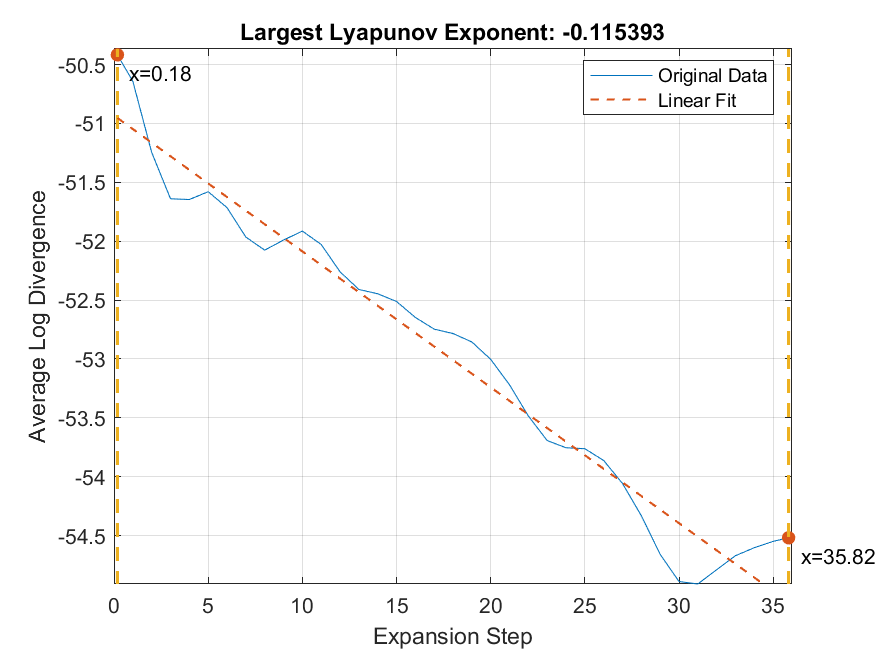 Largest Lyapunov Exponent: -0.115393
-50.5
-51
-51.5
-52
-52.5
-53
-53.5
-54
-54.5
Average Log Divergence
x=0.18
Original Data
Linear Fit
x=35.82
0 5 10 15 20 25 30 35
Expansion Step